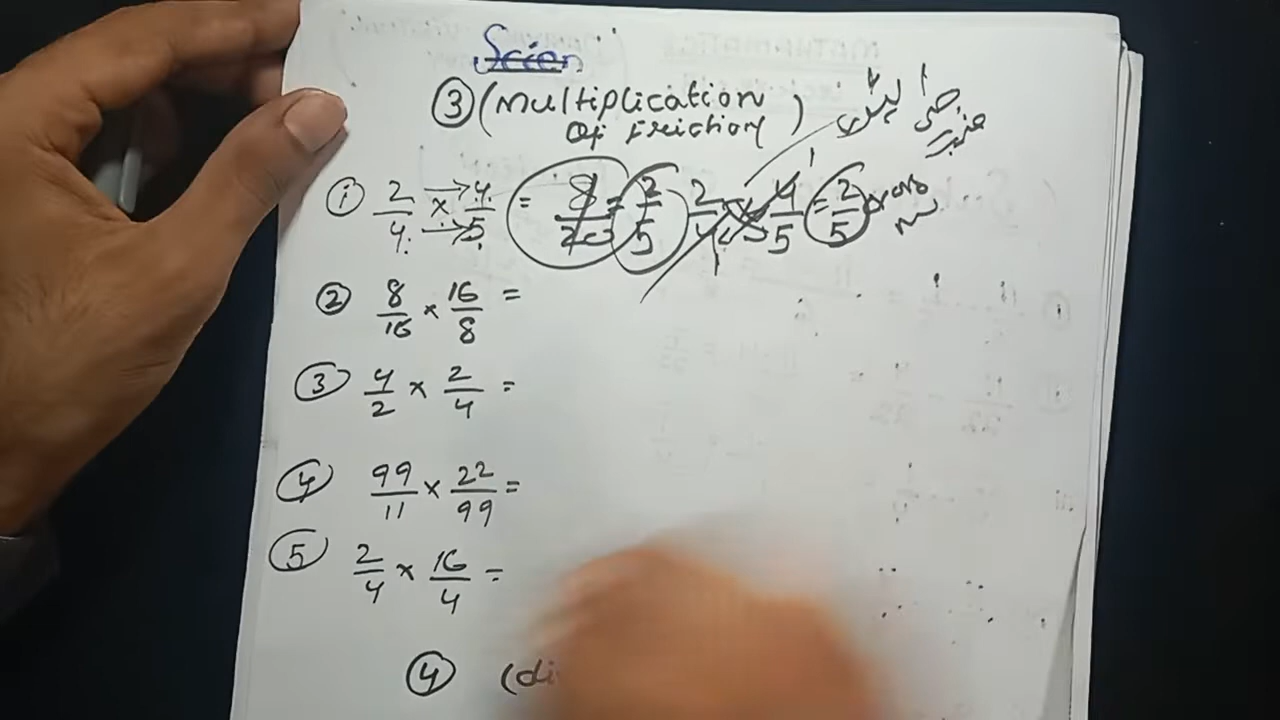 Scien
③ (Multiplication
of friction)
ضربی
① 2/4 × 4/5 = 8/20 = 2/5 2/4 × 4/5 = 2/5
② 8/16 × 16/8 =
③ 4/2 × 2/4 =
④ 99/11 × 22/99 =
⑤ 2/4 × 16/4 =
④ (di